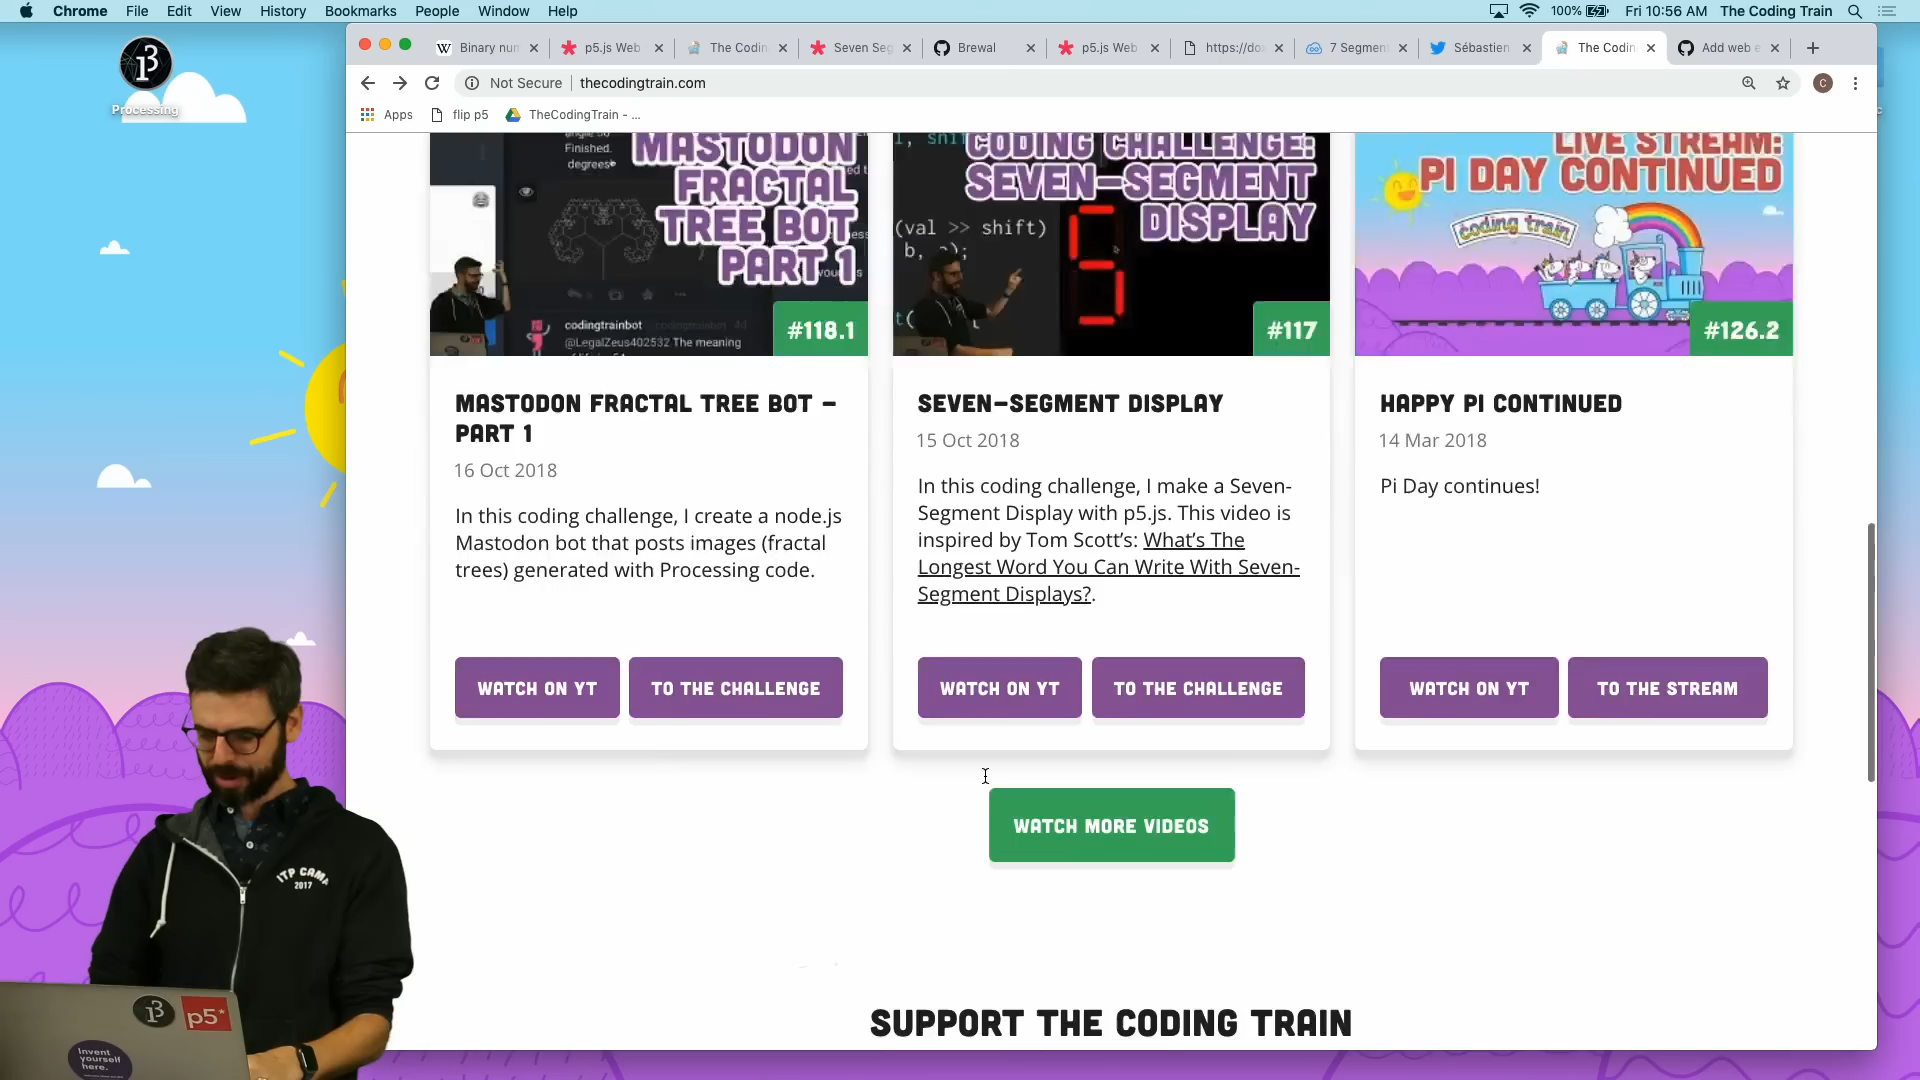 Chrome File Edit View History Bookmarks People Window Help 100% Fri 10:56 AM The Coding Train
Processing
Binary nun p5.js Web The Codin Seven Seg Brewal p5.js Web https://do 7 Segmen Sébastien The Codin Add web e
Not Secure thecodingtrain.com
Apps flip p5 TheCodingTrain - ...
Finished.
degrees
MASTODON
FRACTAL
TREE BOT
PART 1
codingtrainbot
@LegalZeus402532 The meaning
#118.1
CODING CHALLENGE:
SEVEN-SEGMENT
DISPLAY
(val >> shift)
#117
LIVE STREAM:
PI DAY CONTINUED
coding train
#126.2
MASTODON FRACTAL TREE BOT -
PART 1
16 Oct 2018
In this coding challenge, I create a node.js
Mastodon bot that posts images (fractal
trees) generated with Processing code.
WATCH ON YT TO THE CHALLENGE
SEVEN-SEGMENT DISPLAY
15 Oct 2018
In this coding challenge, I make a Seven-
Segment Display with p5.js. This video is
inspired by Tom Scott's: What's The
Longest Word You Can Write With Seven-
Segment Displays?.
WATCH ON YT TO THE CHALLENGE
HAPPY PI CONTINUED
14 Mar 2018
Pi Day continues!
WATCH ON YT TO THE STREAM
WATCH MORE VIDEOS
SUPPORT THE CODING TRAIN
ITP CAMP
2017
p5*
Invent
yourself
here.